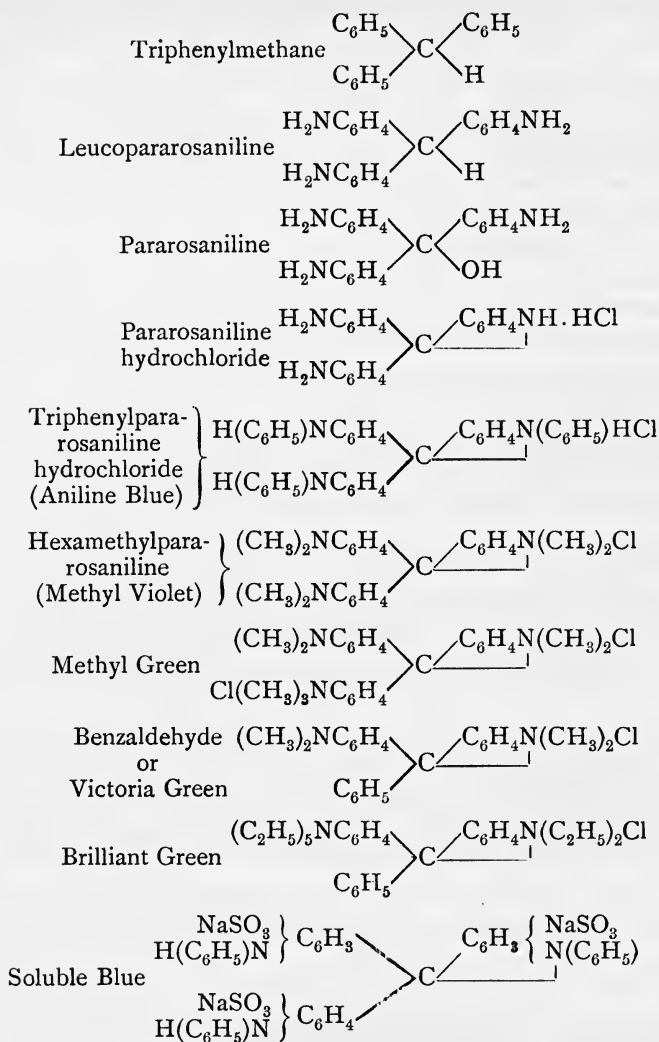 C₆H₅ C₆H₅
Triphenylmethane C
C₆H₅ H
H₂NC₆H₄ C₆H₄NH₂
Leucopararosaniline C
H₂NC₆H₄ H
H₂NC₆H₄ C₆H₄NH₂
Pararosaniline C
H₂NC₆H₄ OH
Pararosaniline H₂NC₆H₄ C₆H₄NH.HCl
hydrochloride C
H₂NC₆H₄
Triphenylpara-
rosaniline H(C₆H₅)NC₆H₄ C₆H₄N(C₆H₅)HCl
hydrochloride C
(Aniline Blue) H(C₆H₅)NC₆H₄
Hexamethylpara- (CH₃)₂NC₆H₄ C₆H₄N(CH₃)₂Cl
rosaniline C
(Methyl Violet) (CH₃)₂NC₆H₄
(CH₃)₂NC₆H₄ C₆H₄N(CH₃)₂Cl
Methyl Green C
Cl(CH₃)₃NC₆H₄
Benzaldehyde (CH₃)₂NC₆H₄ C₆H₄N(CH₃)₂Cl
or C
Victoria Green C₆H₅
(C₂H₅)₅NC₆H₄ C₆H₄N(C₂H₅)₂Cl
Brilliant Green C
C₆H₅
NaSO₃ NaSO₃
H(C₆H₅)N C₆H₃ C₆H₃ N(C₆H₅)
Soluble Blue C
NaSO₃
H(C₆H₅)N C₆H₄